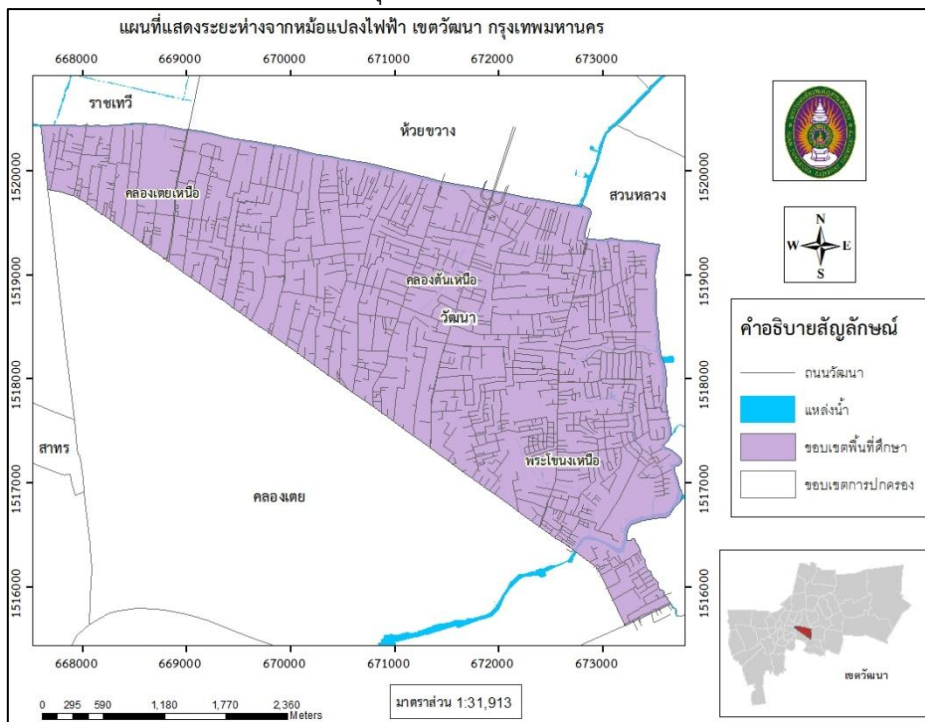 แผนที่แสดงระยะห่างจากหม้อแปลงไฟฟ้า เขตวัฒนา กรุงเทพมหานคร
668000 669000 670000 671000 672000 673000
ราชเทวี
ห้วยขวาง
สวนหลวง
คลองเตยเหนือ
คลองตันเหนือ
วัฒนา
พระโขนงเหนือ
สาทร
คลองเตย
1520000 1520000
1519000 1519000
1518000 1518000
1517000 1517000
1516000 1516000
668000 669000 670000 671000 672000 673000
N
W E
S
คำอธิบายสัญลักษณ์
ถนนวัฒนา
แหล่งน้ำ
ขอบเขตพื้นที่ศึกษา
ขอบเขตการปกครอง
เขตวัฒนา
0 295 590 1,180 1,770 2,360
Meters
มาตราส่วน 1:31,913